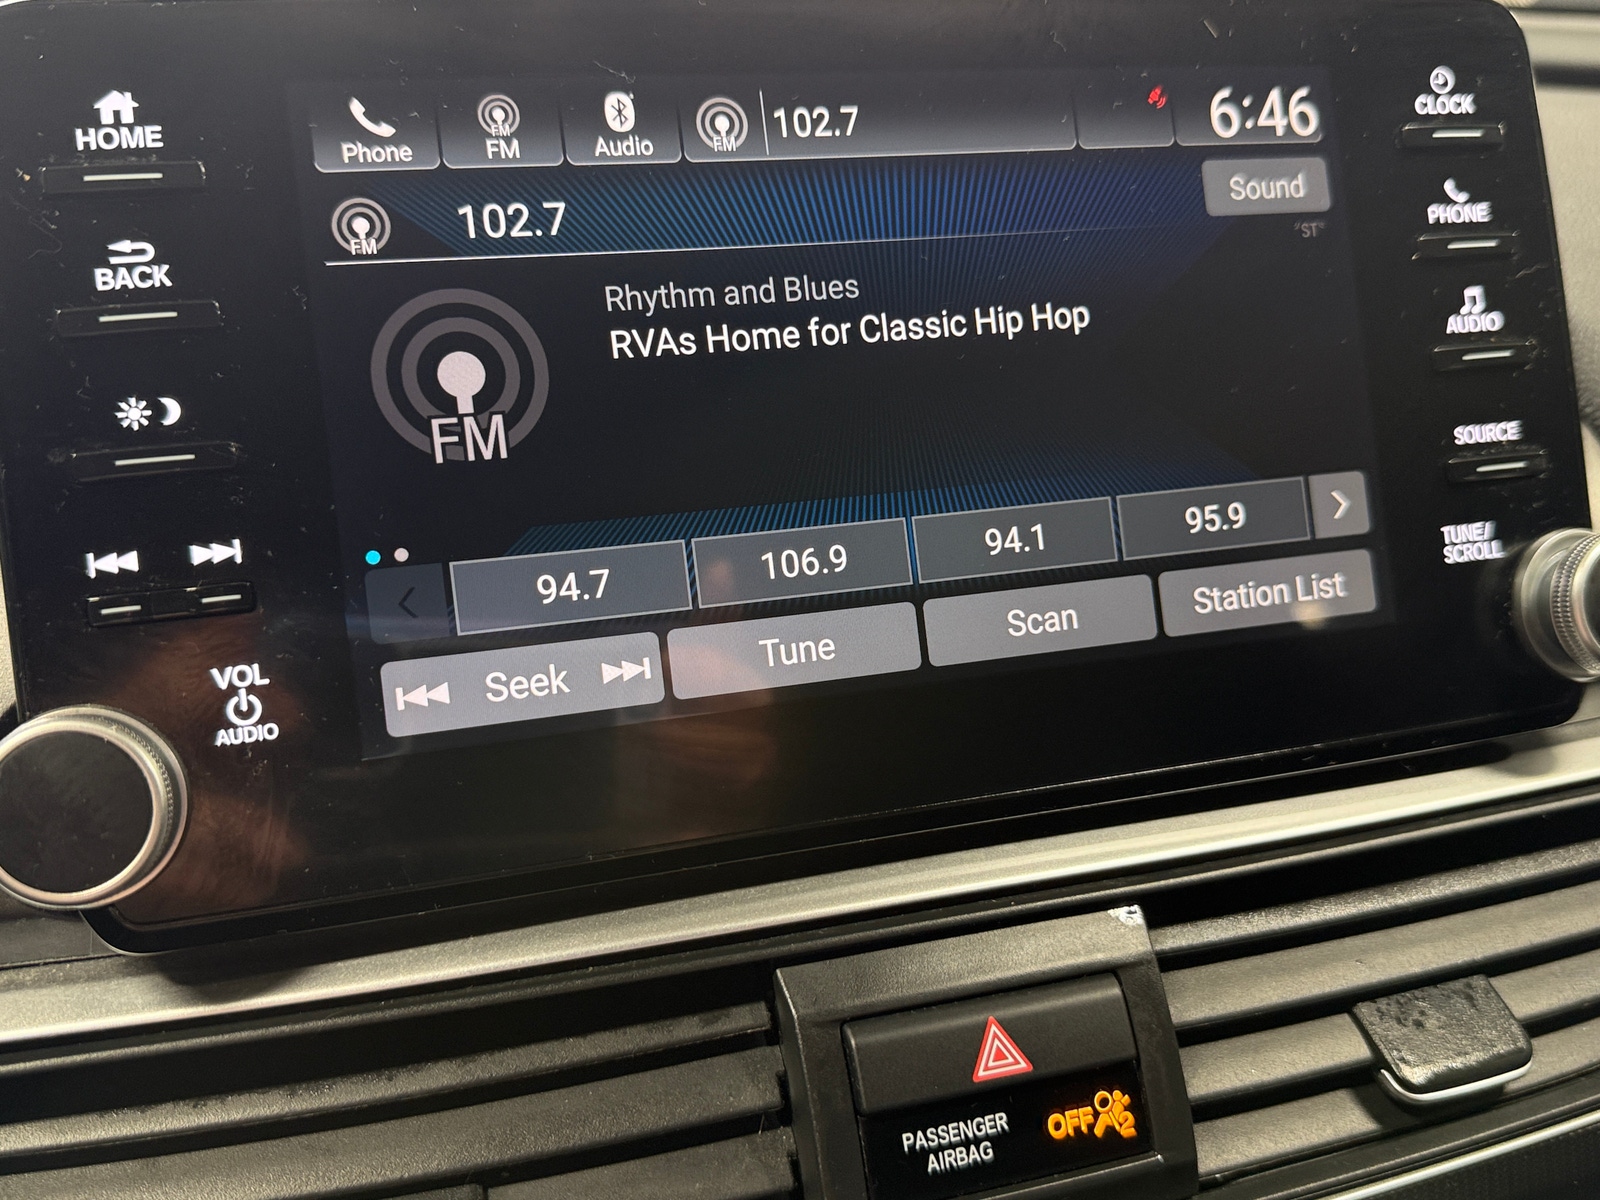 HOME
Phone
FM
FM
Audio
FM
102.7
6:46
CLOCK
BACK
FM
102.7
Sound
"ST"
PHONE
Rhythm and Blues
RVAs Home for Classic Hip Hop
FM
AUDIO
SOURCE
94.7
106.9
94.1
95.9
TUNE/
SCROLL
Seek
Tune
Scan
Station List
VOL
AUDIO
PASSENGER
AIRBAG
OFF
2